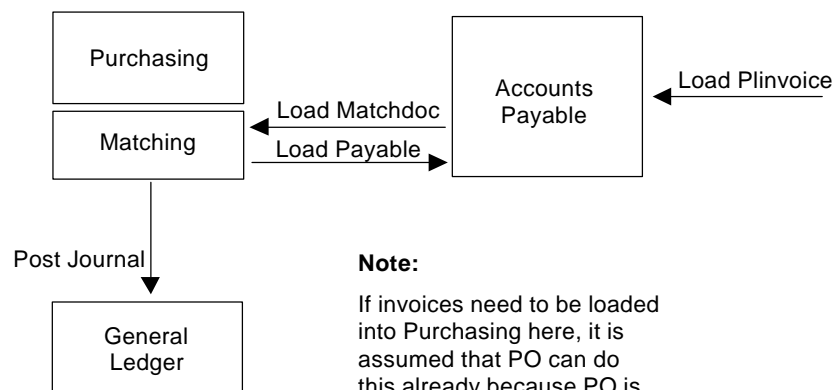 Purchasing
Matching
Load Matchdoc
Load Payable
Accounts
Payable
Load Plinvoice
Post Journal
General
Ledger
Note:
If invoices need to be loaded
into Purchasing here, it is
assumed that PO can do
this already because PO is